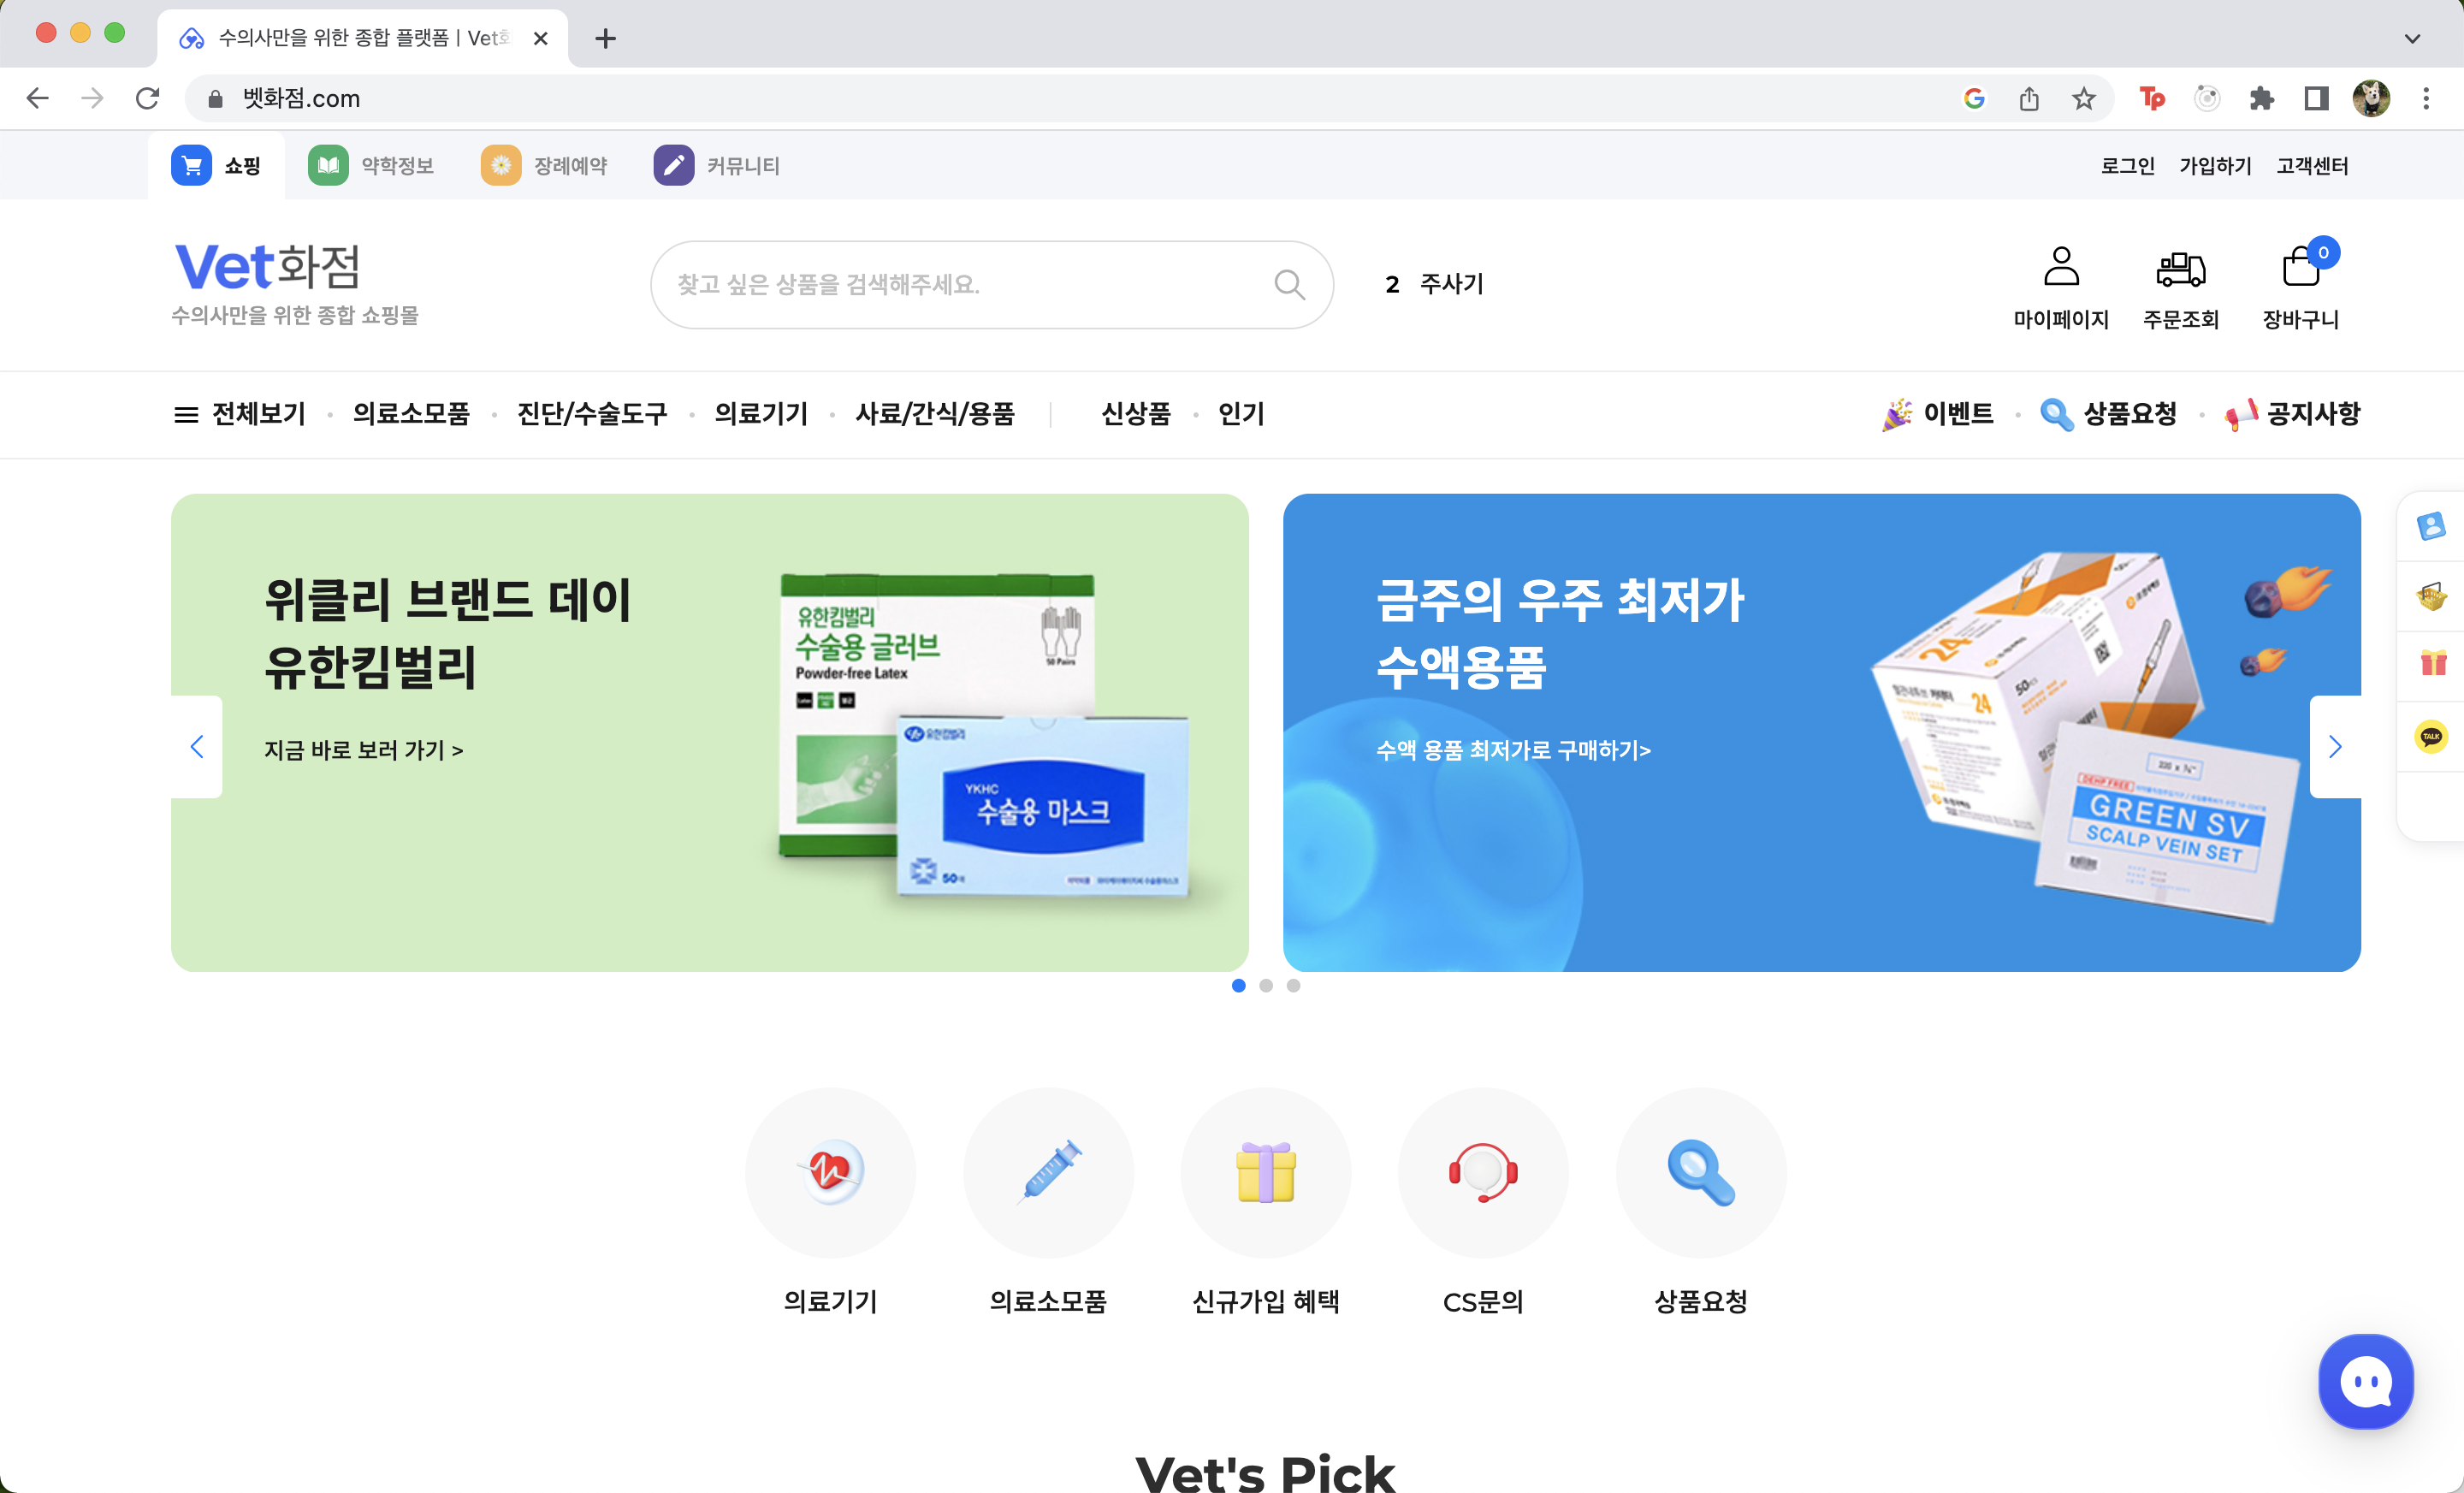 수의사만을 위한 종합 플랫폼 | Vet화
벳화점.com
쇼핑
약학정보
장례예약
커뮤니티
로그인
가입하기
고객센터
Vet화점
수의사만을 위한 종합 쇼핑몰
찾고 싶은 상품을 검색해주세요.
2 주사기
마이페이지
주문조회
0
장바구니
전체보기
의료소모품
진단/수술도구
의료기기
사료/간식/용품
신상품
인기
이벤트
상품요청
공지사항
위클리 브랜드 데이
유한킴벌리
지금 바로 보러 가기 >
유한킴벌리
수술용 글러브
Powder-free Latex
50 Pairs
유한킴벌리
YKHC
수술용 마스크
50
금주의 우주 최저가
수액용품
수액 용품 최저가로 구매하기>
24
24
DEHP FREE
GREEN SV
SCALP VEIN SET
TALK
의료기기
의료소모품
신규가입 혜택
CS문의
상품요청
Vet's Pick